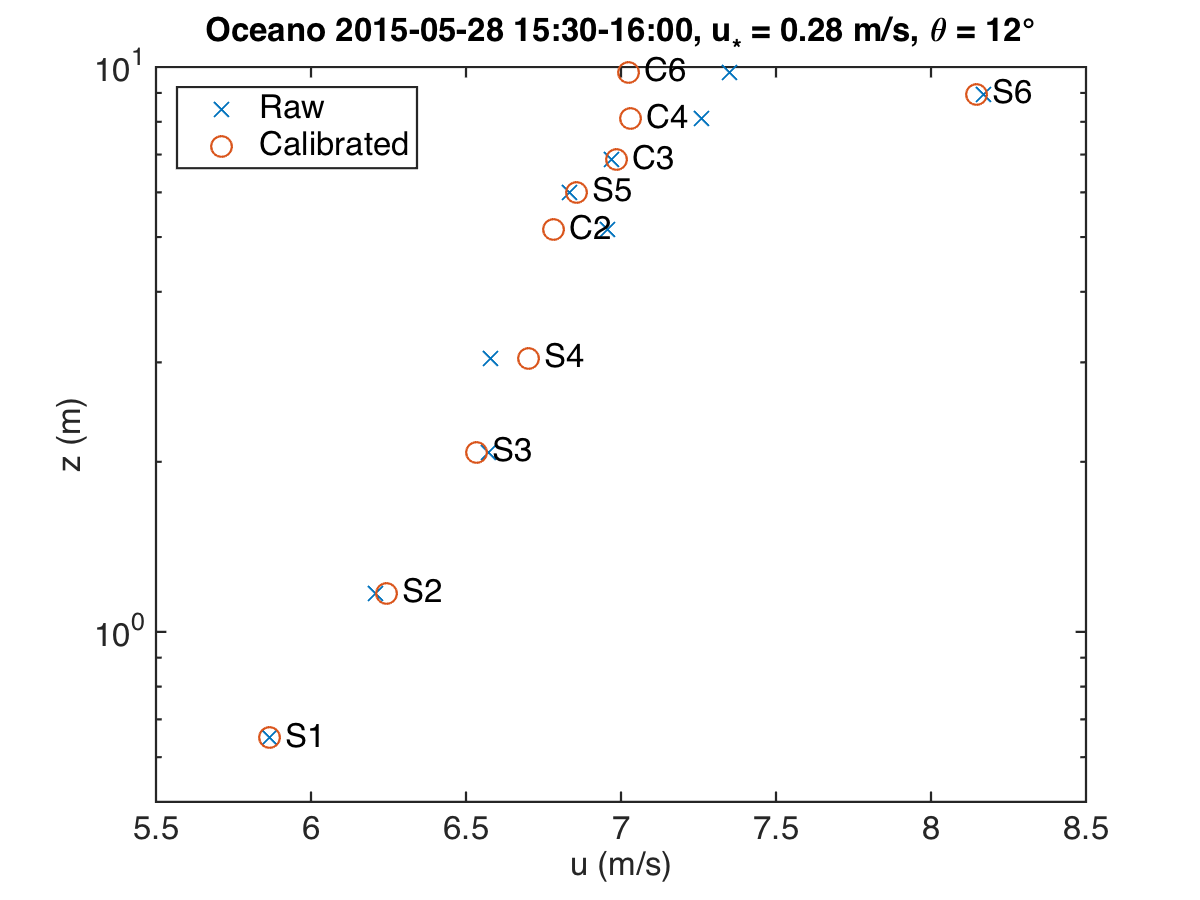 Oceano 2015-05-28 15:30-16:00, u* = 0.28 m/s, θ = 12°
10¹
Raw
Calibrated
C6
S6
C4
C3
S5
C2
S4
S3
z (m)
S2
10⁰
S1
5.5 6 6.5 7 7.5 8 8.5
u (m/s)